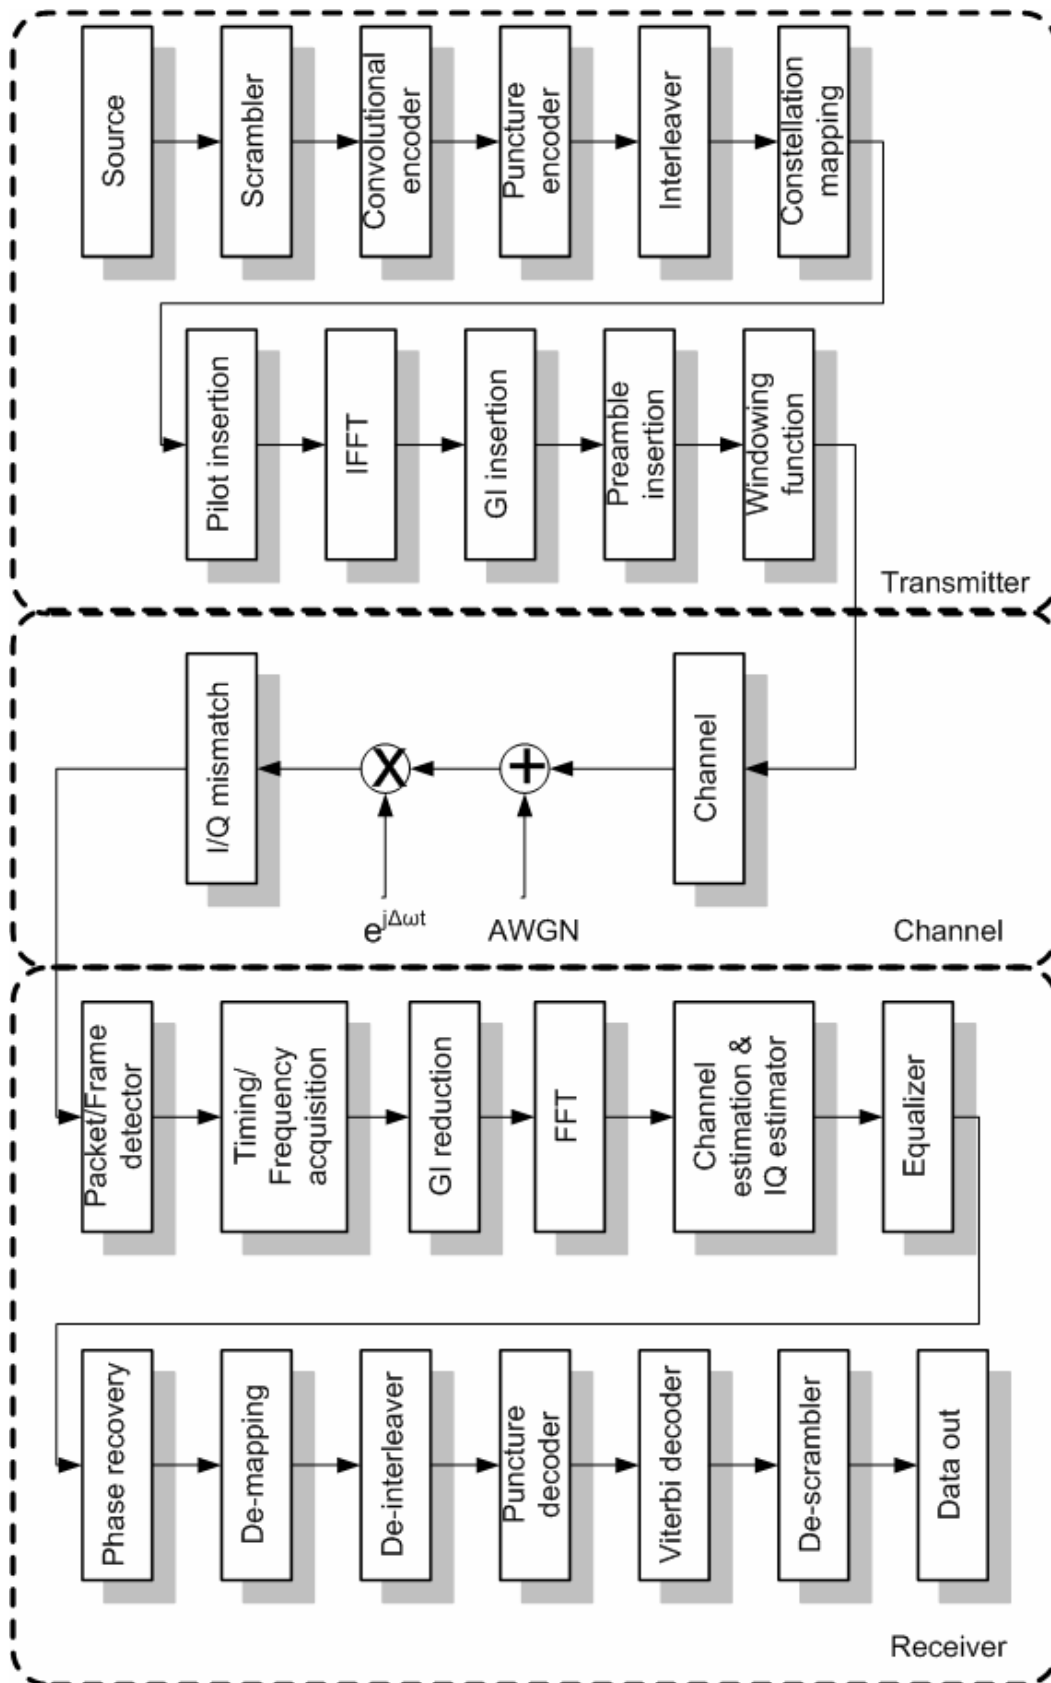 Source
Scrambler
Convolutional
encoder
Puncture
encoder
Interleaver
Constellation
mapping
Pilot insertion
IFFT
GI insertion
Preamble
insertion
Windowing
function
Transmitter
I/Q mismatch
X
+
Channel
e^jΔωt
AWGN
Channel
Packet/Frame
detector
Timing/
Frequency
acquisition
GI reduction
FFT
Channel
estimation &
IQ estimator
Equalizer
Phase recovery
De-mapping
De-interleaver
Puncture
decoder
Viterbi decoder
De-scrambler
Data out
Receiver